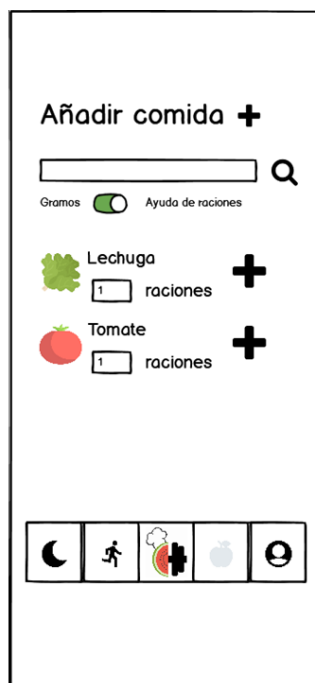 Añadir comida +
Gramos Ayuda de raciones
Lechuga
1 raciones
Tomate
1 raciones